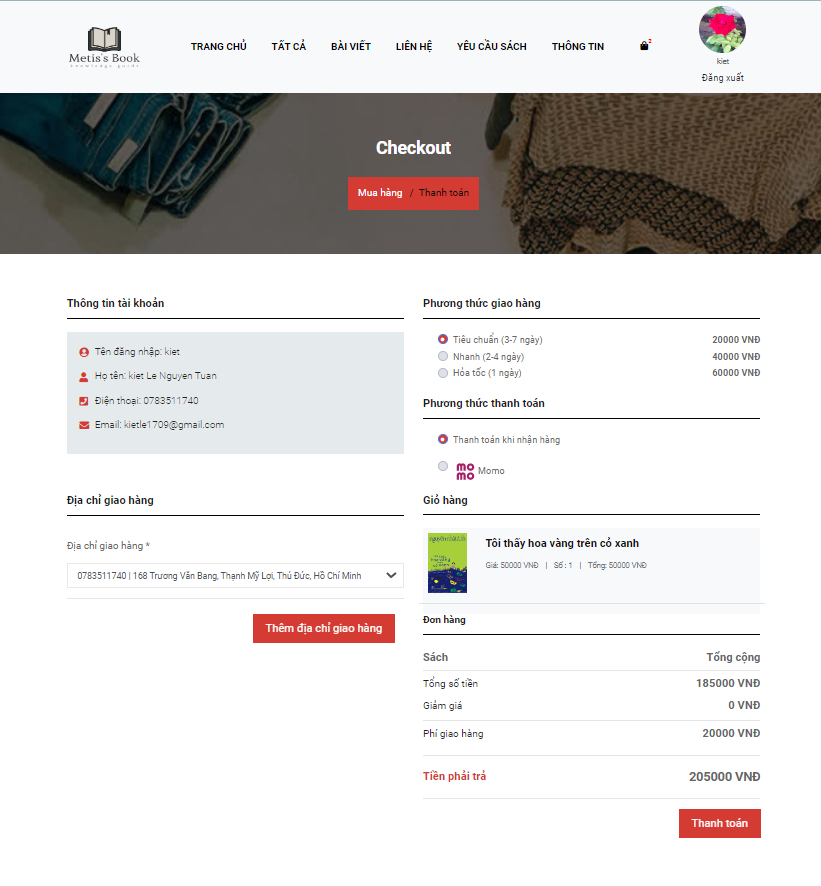 Metis's Book
knowledge guide
TRANG CHỦ
TẤT CẢ
BÀI VIẾT
LIÊN HỆ
YÊU CẦU SÁCH
THÔNG TIN
2
kiet
Đăng xuất
Checkout
Mua hàng / Thanh toán
Thông tin tài khoản
Tên đăng nhập: kiet
Họ tên: kiet Le Nguyen Tuan
Điện thoại: 0783511740
Email: kietle1709@gmail.com
Địa chỉ giao hàng
Địa chỉ giao hàng *
0783511740 | 168 Trương Văn Bang, Thạnh Mỹ Lợi, Thủ Đức, Hồ Chí Minh
Thêm địa chỉ giao hàng
Phương thức giao hàng
Tiêu chuẩn (3-7 ngày) 20000 VNĐ
Nhanh (2-4 ngày) 40000 VNĐ
Hỏa tốc (1 ngày) 60000 VNĐ
Phương thức thanh toán
Thanh toán khi nhận hàng
mo
mo
Momo
Giỏ hàng
Tôi thấy hoa vàng trên cỏ xanh
Giá: 50000 VNĐ | Số : 1 | Tổng: 50000 VNĐ
Đơn hàng
Sách Tổng cộng
Tổng số tiền 185000 VNĐ
Giảm giá 0 VNĐ
Phí giao hàng 20000 VNĐ
Tiền phải trả 205000 VNĐ
Thanh toán